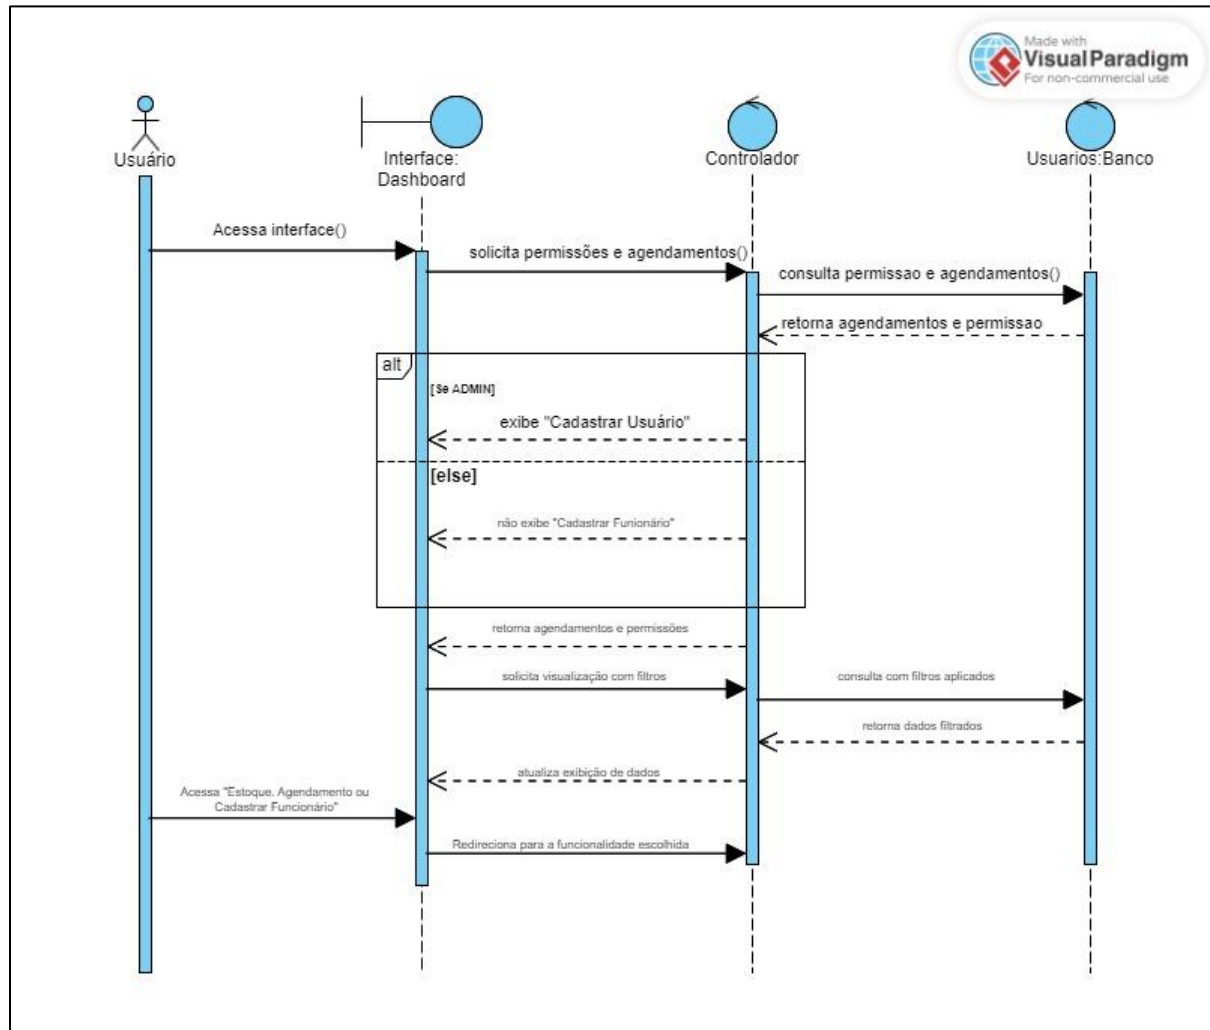 Made with
Visual Paradigm
For non-commercial use
Usuário
Interface:
Dashboard
Controlador
Usuarios:Banco
Acessa interface()
solicita permissões e agendamentos()
consulta permissao e agendamentos()
retorna agendamentos e permissao
alt
[Se ADMIN]
exibe "Cadastrar Usuário"
[else]
não exibe "Cadastrar Funionário"
retorna agendamentos e permissões
solicita visualização com filtros
consulta com filtros aplicados
retorna dados filtrados
atualiza exibição de dados
Acessa "Estoque. Agendamento ou
Cadastrar Funcionário"
Redireciona para a funcionalidade escolhida